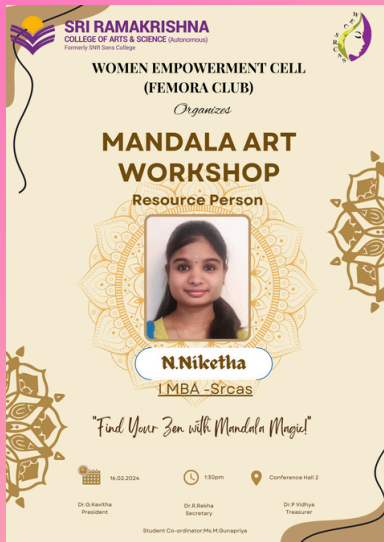 SRI RAMAKRISHNA
COLLEGE OF ARTS & SCIENCE (Autonomous)
Formerly SNR Sons College
WEC
SRCAS
WOMEN EMPOWERMENT CELL
(FEMORA CLUB)
Organizes
MANDALA ART
WORKSHOP
Resource Person
N.Niketha
I MBA -Srcas
"Find Your Zen with Mandala Magic!"
16.02.2024
1:30pm
Conference Hall 2
Dr.G.Kavitha
President
Dr.R.Rekha
Secretary
Dr.P Vidhya
Treasurer
Student Co-ordinator:Ms.M.Gunapriya